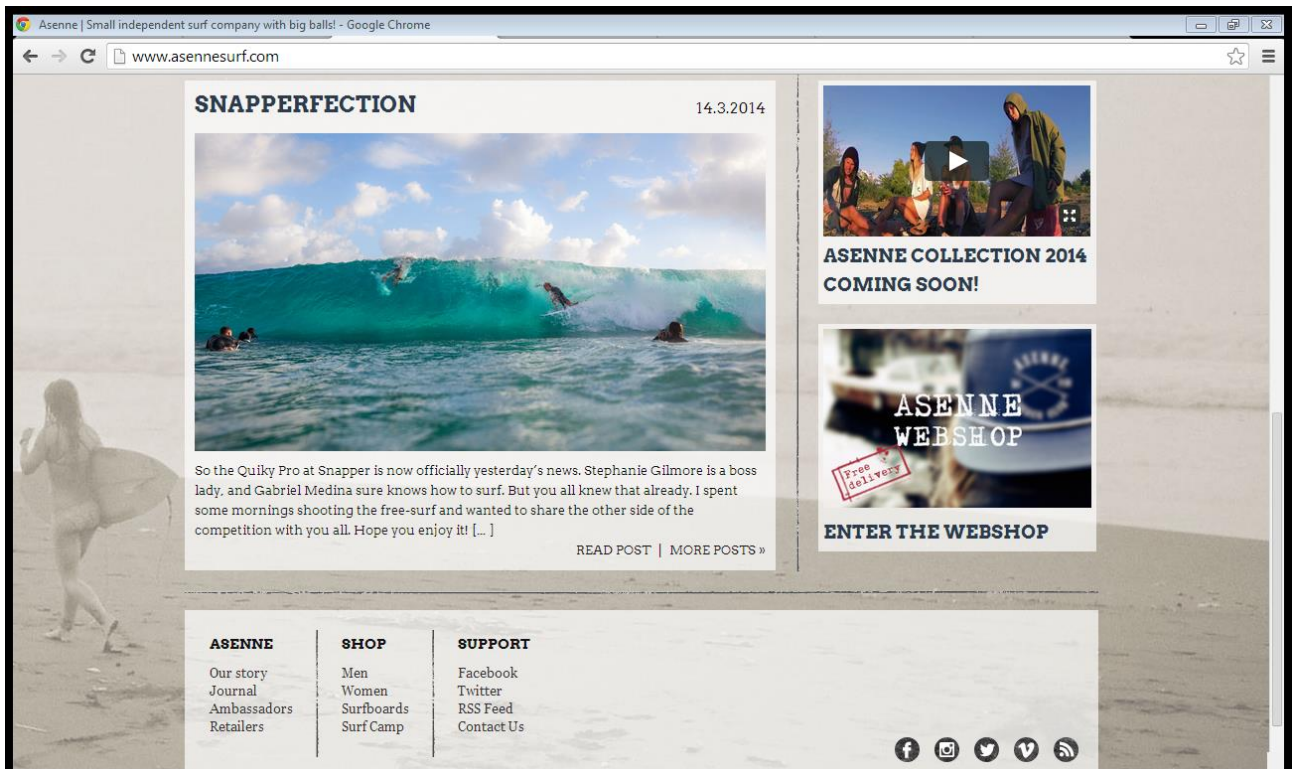 Asenne | Small independent surf company with big balls! - Google Chrome
www.asennesurf.com
SNAPPERFECTION
14.3.2014
So the Quiky Pro at Snapper is now officially yesterday's news. Stephanie Gilmore is a boss
lady, and Gabriel Medina sure knows how to surf. But you all knew that already. I spent
some mornings shooting the free-surf and wanted to share the other side of the
competition with you all. Hope you enjoy it! [... ]
READ POST | MORE POSTS »
ASENNE COLLECTION 2014
COMING SOON!
ASENNE
ASENNE
WEBSHOP
Free
delivery
ENTER THE WEBSHOP
ASENNE
Our story
Journal
Ambassadors
Retailers
SHOP
Men
Women
Surfboards
Surf Camp
SUPPORT
Facebook
Twitter
RSS Feed
Contact Us